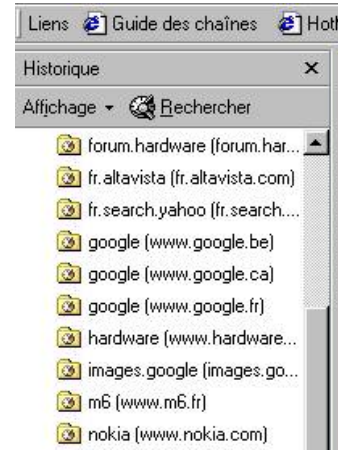 Liens Guide des chaînes Hot
Historique ×
Affichage Rechercher
forum.hardware (forum.har...
fr.altavista (fr.altavista.com)
fr.search.yahoo (fr.search....
google (www.google.be)
google (www.google.ca)
google (www.google.fr)
hardware (www.hardware...
images.google (images.go...
m6 (www.m6.fr)
nokia (www.nokia.com)